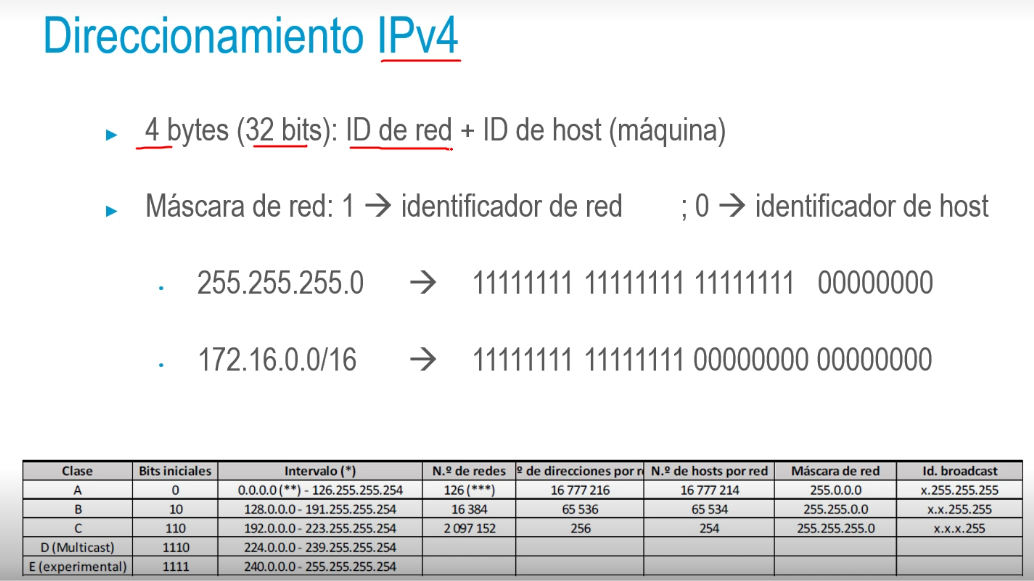 Direccionamiento IPv4
4 bytes (32 bits): ID de red + ID de host (máquina)
Máscara de red: 1 → identificador de red ; 0 → identificador de host
255.255.255.0 → 11111111 11111111 11111111 00000000
172.16.0.0/16 → 11111111 11111111 00000000 00000000
Clase Bits iniciales Intervalo (*) N.º de redes º de direcciones por r N.º de hosts por red Máscara de red Id. broadcast
A 0 0.0.0.0 (**) - 126.255.255.254 126 (***) 16 777 216 16 777 214 255.0.0.0 x.255.255.255
B 10 128.0.0.0 - 191.255.255.254 16 384 65 536 65 534 255.255.0.0 x.x.255.255
C 110 192.0.0.0 - 223.255.255.254 2 097 152 256 254 255.255.255.0 x.x.x.255
D (Multicast) 1110 224.0.0.0 - 239.255.255.254
E (experimental) 1111 240.0.0.0 - 255.255.255.254